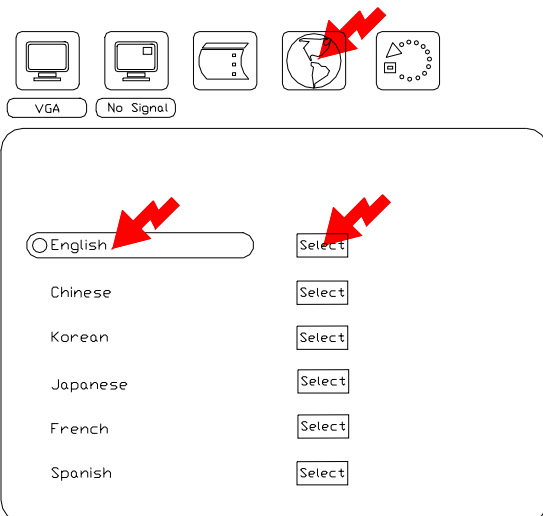 VGA No Signal
English Select
Chinese Select
Korean Select
Japanese Select
French Select
Spanish Select